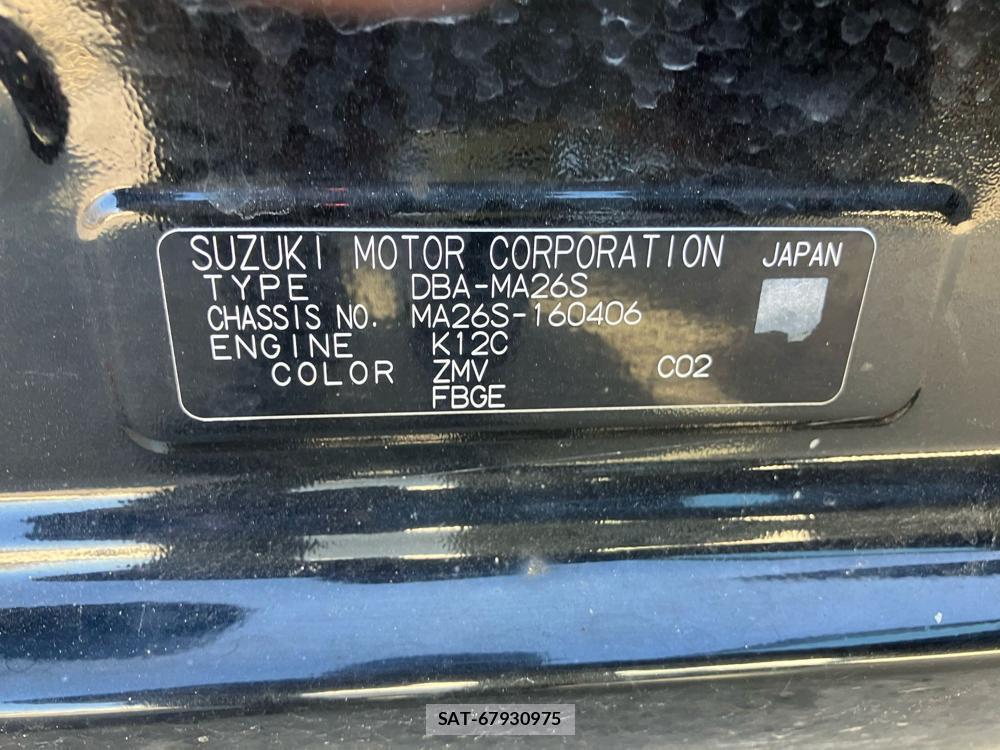 SUZUKI MOTOR CORPORATION JAPAN
TYPE DBA-MA26S
CHASSIS NO. MA26S-160406
ENGINE K12C
COLOR ZMV C02
FBGE
SAT-67930975